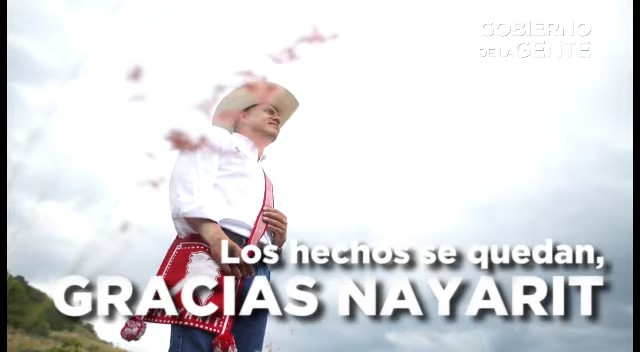 GOBIERNO
DE LA GENTE
Los hechos se quedan,
GRACIAS NAYARIT